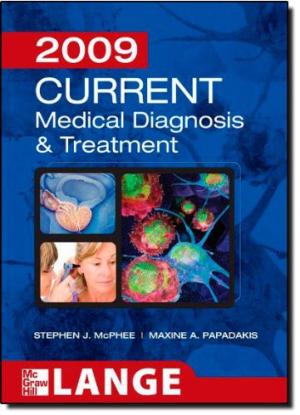 2009
CURRENT
Medical Diagnosis
& Treatment
STEPHEN J. McPHEE | MAXINE A. PAPADAKIS
Mc
Graw
Hill
LANGE